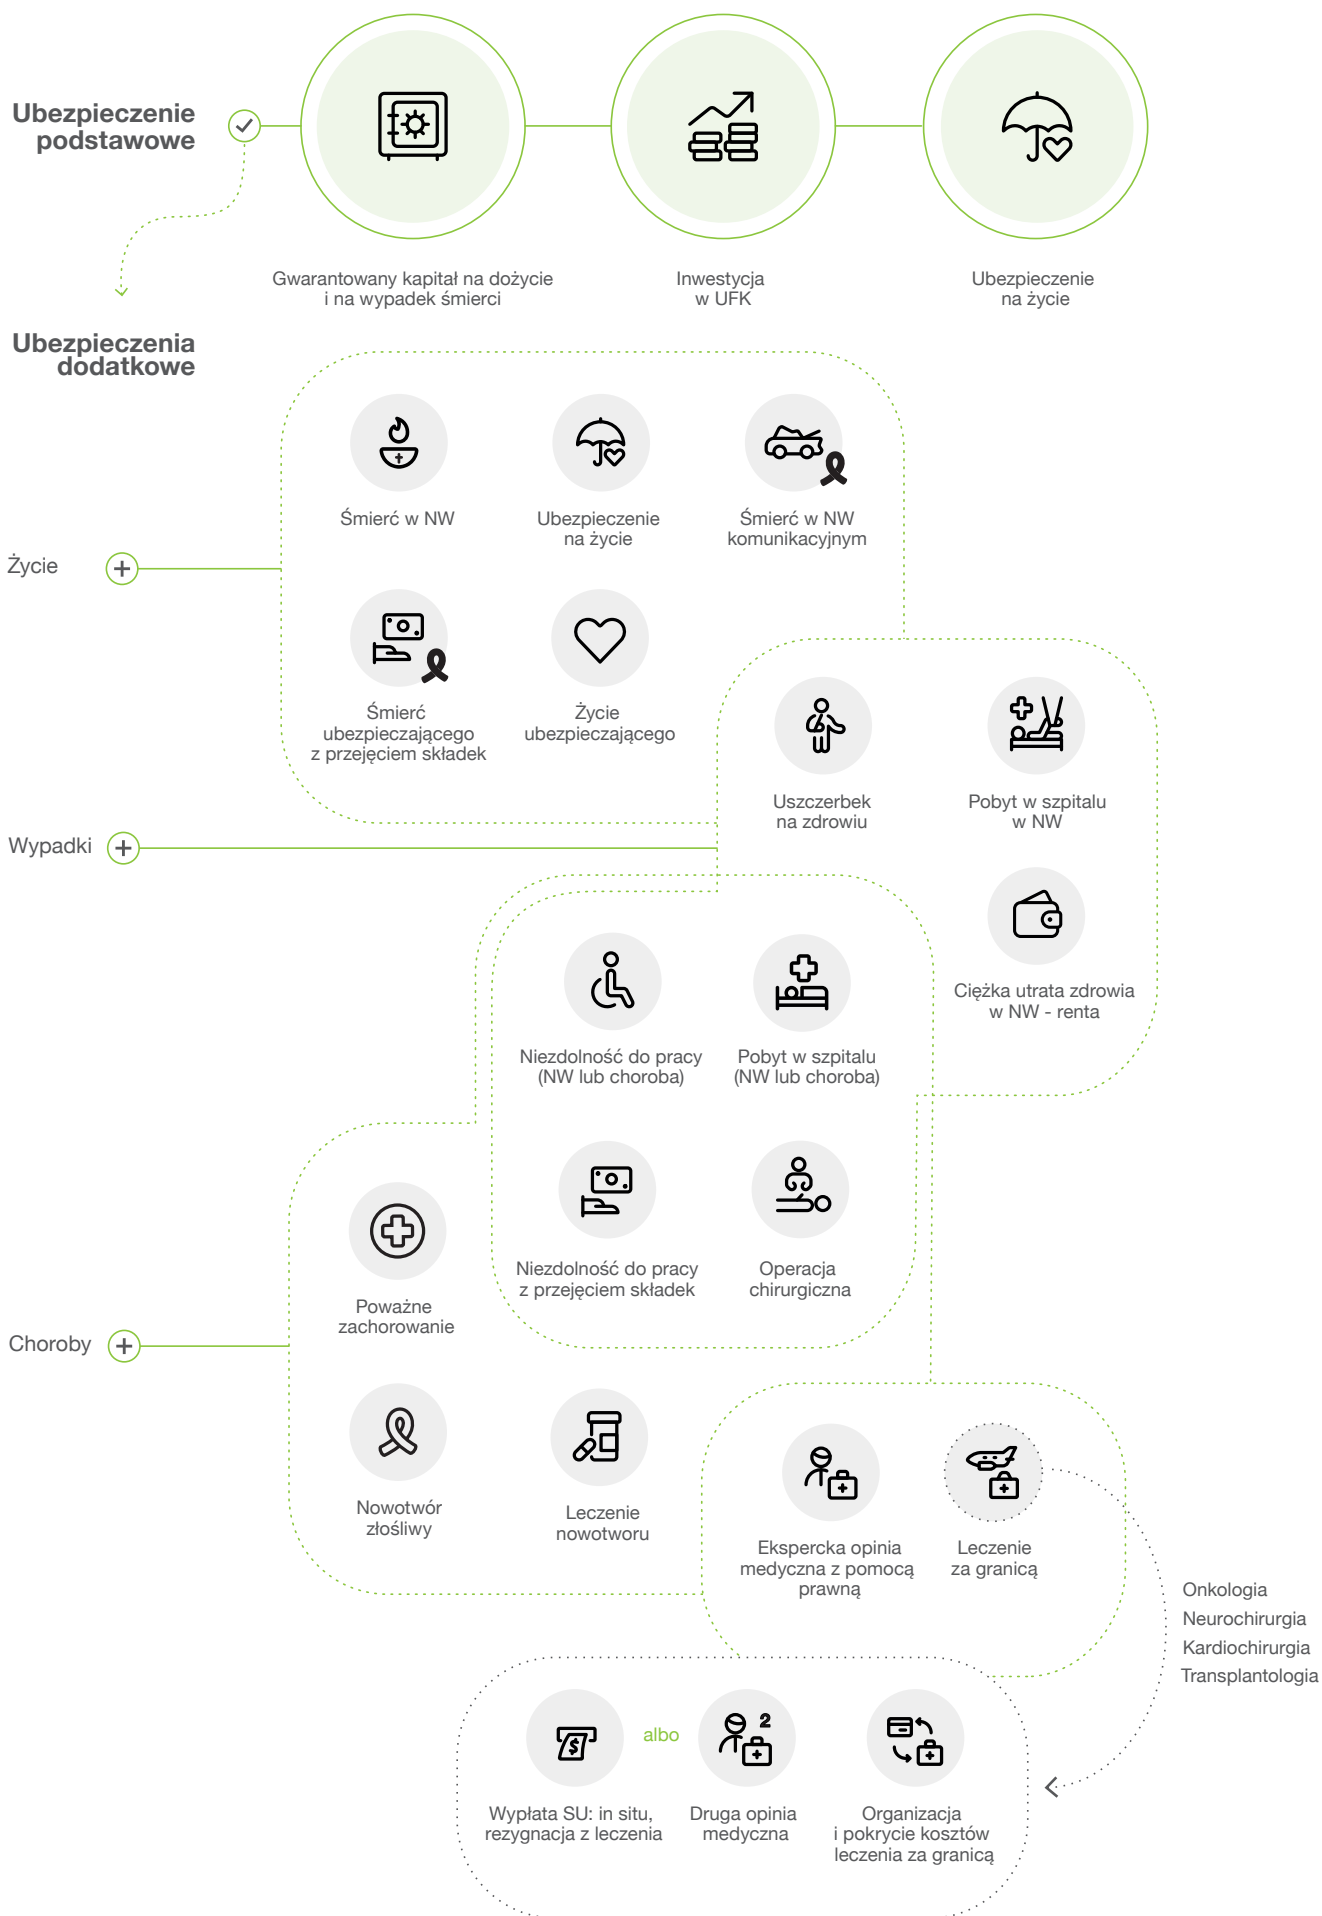 Ubezpieczenie
podstawowe
Gwarantowany kapitał na dożycie
i na wypadek śmierci
Inwestycja
w UFK
Ubezpieczenie
na życie
Ubezpieczenia
dodatkowe
Życie
Śmierć w NW
Ubezpieczenie
na życie
Śmierć w NW
komunikacyjnym
Śmierć
ubezpieczającego
z przejęciem składek
Życie
ubezpieczającego
Wypadki
Uszczerbek
na zdrowiu
Pobyt w szpitalu
w NW
Ciężka utrata zdrowia
w NW - renta
Niezdolność do pracy
(NW lub choroba)
Pobyt w szpitalu
(NW lub choroba)
Niezdolność do pracy
z przejęciem składek
Operacja
chirurgiczna
Choroby
Poważne
zachorowanie
Nowotwór
złośliwy
Leczenie
nowotworu
Ekspercka opinia
medyczna z pomocą
prawną
Leczenie
za granicą
Onkologia
Neurochirurgia
Kardiochirurgia
Transplantologia
$
albo
2
Wypłata SU: in situ,
rezygnacja z leczenia
Druga opinia
medyczna
Organizacja
i pokrycie kosztów
leczenia za granicą